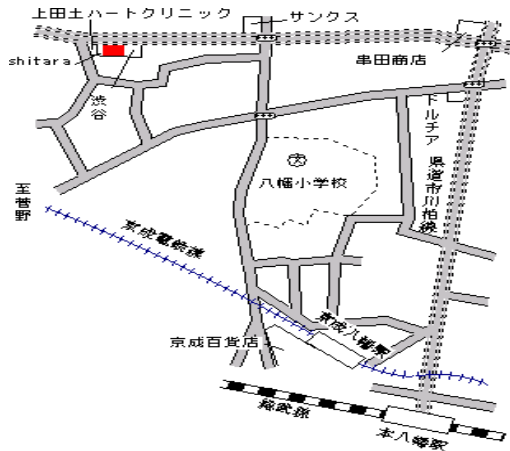 上田土ハートクリニック
サンクス
串田商店
shitara
渋谷
ドルチア
県道市川柏線
八幡小学校
至菅野
京成電鉄線
京成八幡駅
京成百貨店
総武線
本八幡駅